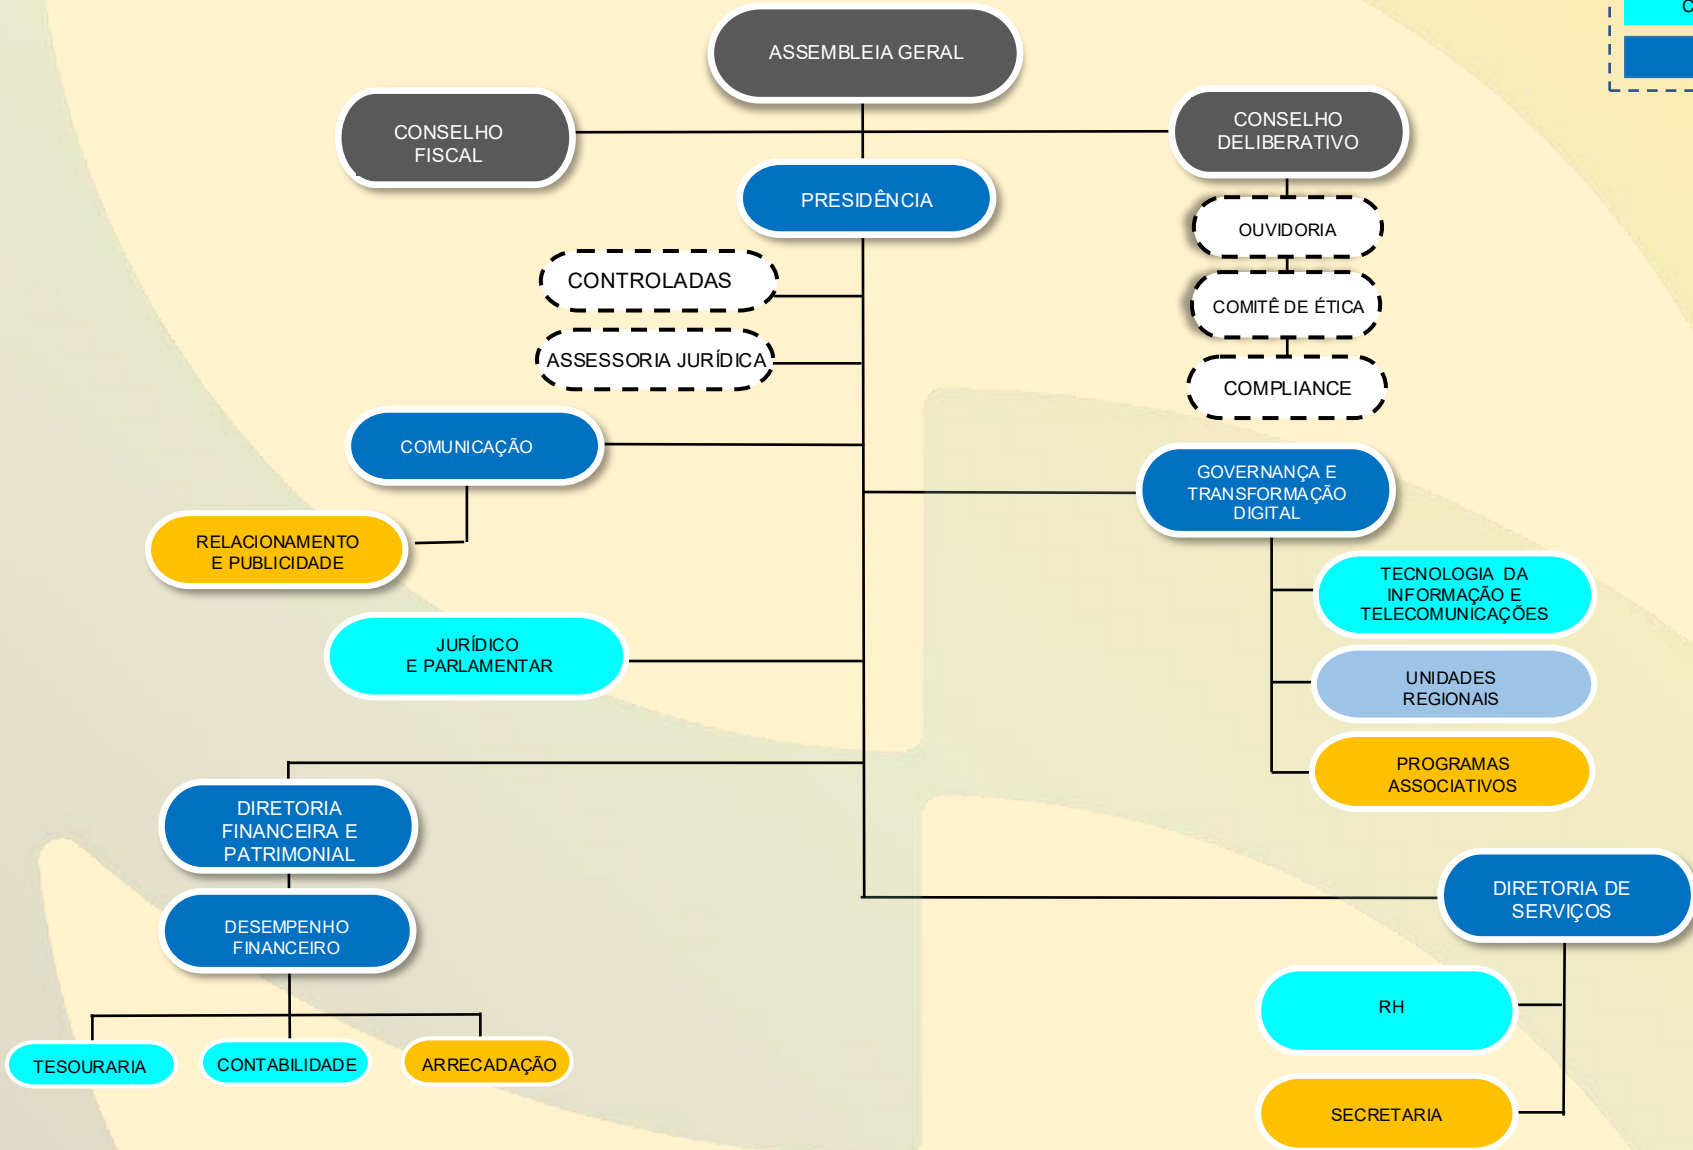 ASSEMBLEIA GERAL
CONSELHO
FISCAL
CONSELHO
DELIBERATIVO
PRESIDÊNCIA
OUVIDORIA
CONTROLADAS
COMITÊ DE ÉTICA
ASSESSORIA JURÍDICA
COMPLIANCE
COMUNICAÇÃO
GOVERNANÇA E
TRANSFORMAÇÃO
DIGITAL
RELACIONAMENTO
E PUBLICIDADE
TECNOLOGIA DA
INFORMAÇÃO E
TELECOMUNICAÇÕES
JURÍDICO
E PARLAMENTAR
UNIDADES
REGIONAIS
PROGRAMAS
ASSOCIATIVOS
DIRETORIA
FINANCEIRA E
PATRIMONIAL
DIRETORIA DE
SERVIÇOS
DESEMPENHO
FINANCEIRO
RH
TESOURARIA
CONTABILIDADE
ARRECADAÇÃO
SECRETARIA